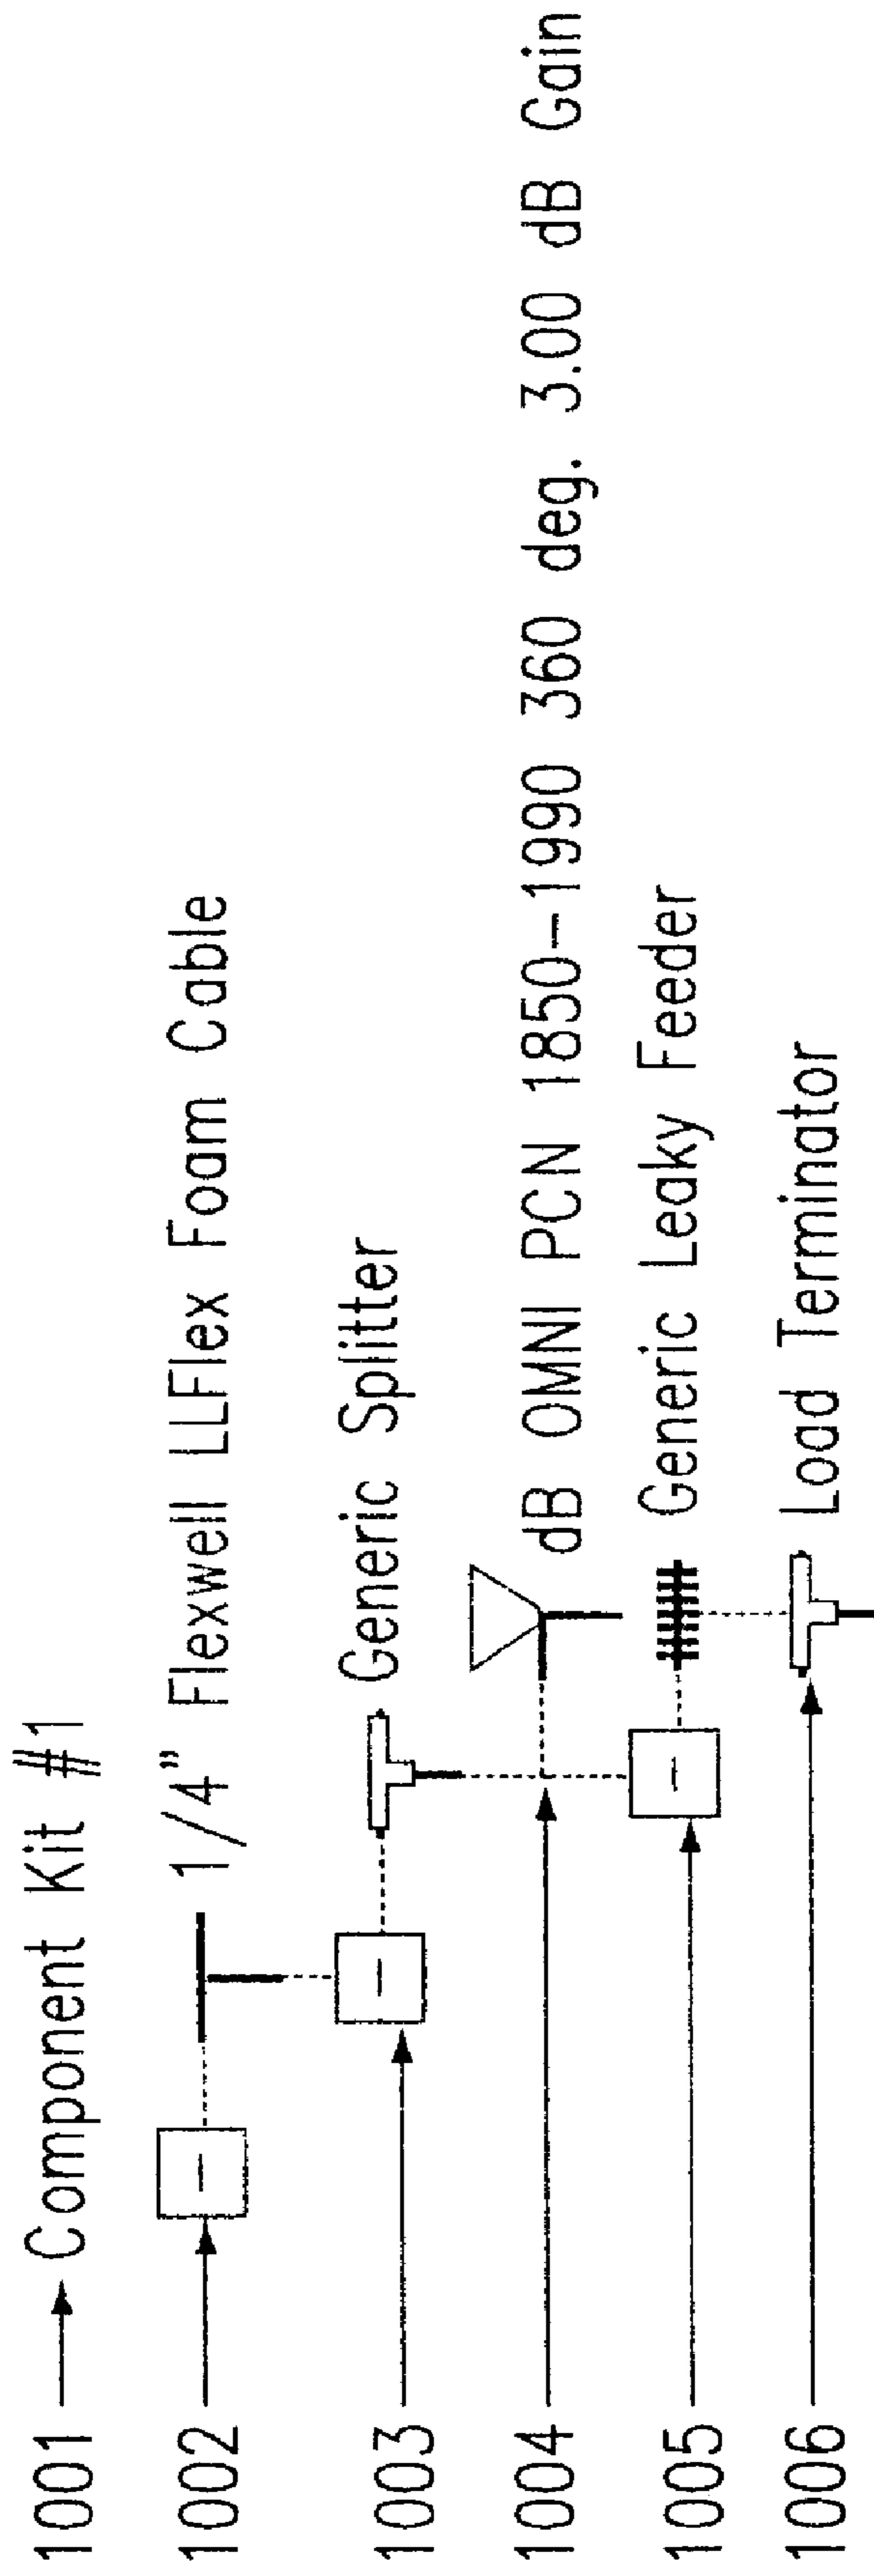 1001 Component Kit #1
1002 1/4" Flexwell LLFlex Foam Cable
1003 Generic Splitter
1004 dB OMNI PCN 1850-1990 360 deg. 3.00 dB Gain
1005 Generic Leaky Feeder
1006 Load Terminator